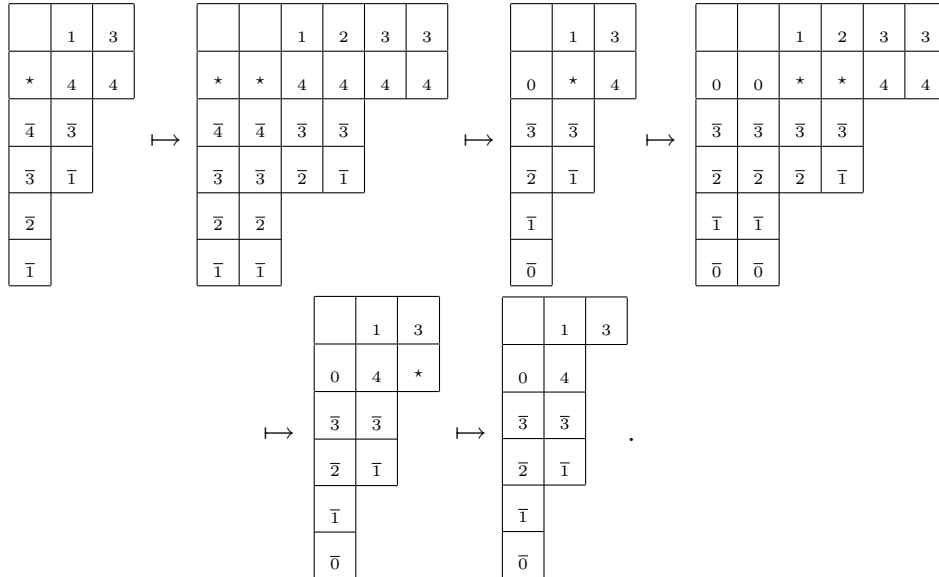 1 3 1 2 3 3 1 3 1 2 3 3
⋆ 4 4 ⋆ ⋆ 4 4 4 4 0 ⋆ 4 0 0 ⋆ ⋆ 4 4
4̅ 3̅ ↦ 4̅ 4̅ 3̅ 3̅ ↦ 3̅ 3̅ ↦ 3̅ 3̅ 3̅ 3̅
3̅ 1̅ 3̅ 3̅ 2̅ 1̅ 2̅ 1̅ 2̅ 2̅ 2̅ 1̅
2̅ 2̅ 2̅ 1̅ 1̅ 1̅
1̅ 1̅ 1̅ 0̅ 0̅ 0̅
1 3 1 3
0 4 ⋆ 0 4
↦ 3̅ 3̅ ↦ 3̅ 3̅ .
2̅ 1̅ 2̅ 1̅
1̅ 1̅
0̅ 0̅